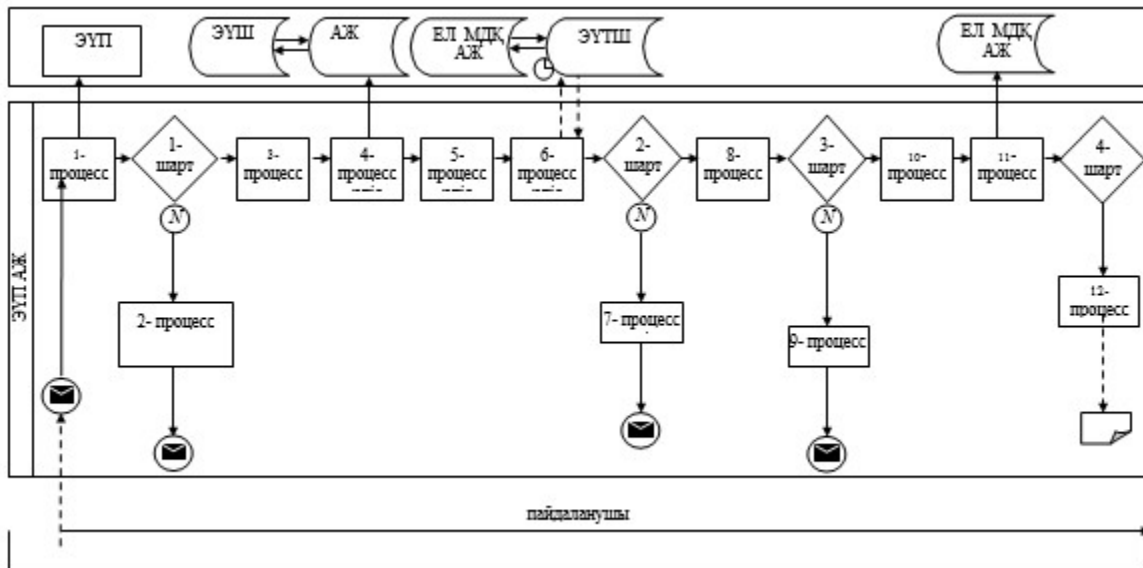 ЭҮП
ЭҮШ
АЖ
ЕЛ МДҚ
АЖ
ЭҮТШ
ЕЛ МДҚ
АЖ
1-
процесс
1-
шарт
3-
процесс
4-
процесс
5-
процесс
6-
процесс
2-
шарт
8-
процесс
3-
шарт
10-
процесс
11-
процесс
4-
шарт
N
N
N
2- процесс
7- процесс
9- процесс
12-
процесс
ЭҮП АЖ
пайдаланушы